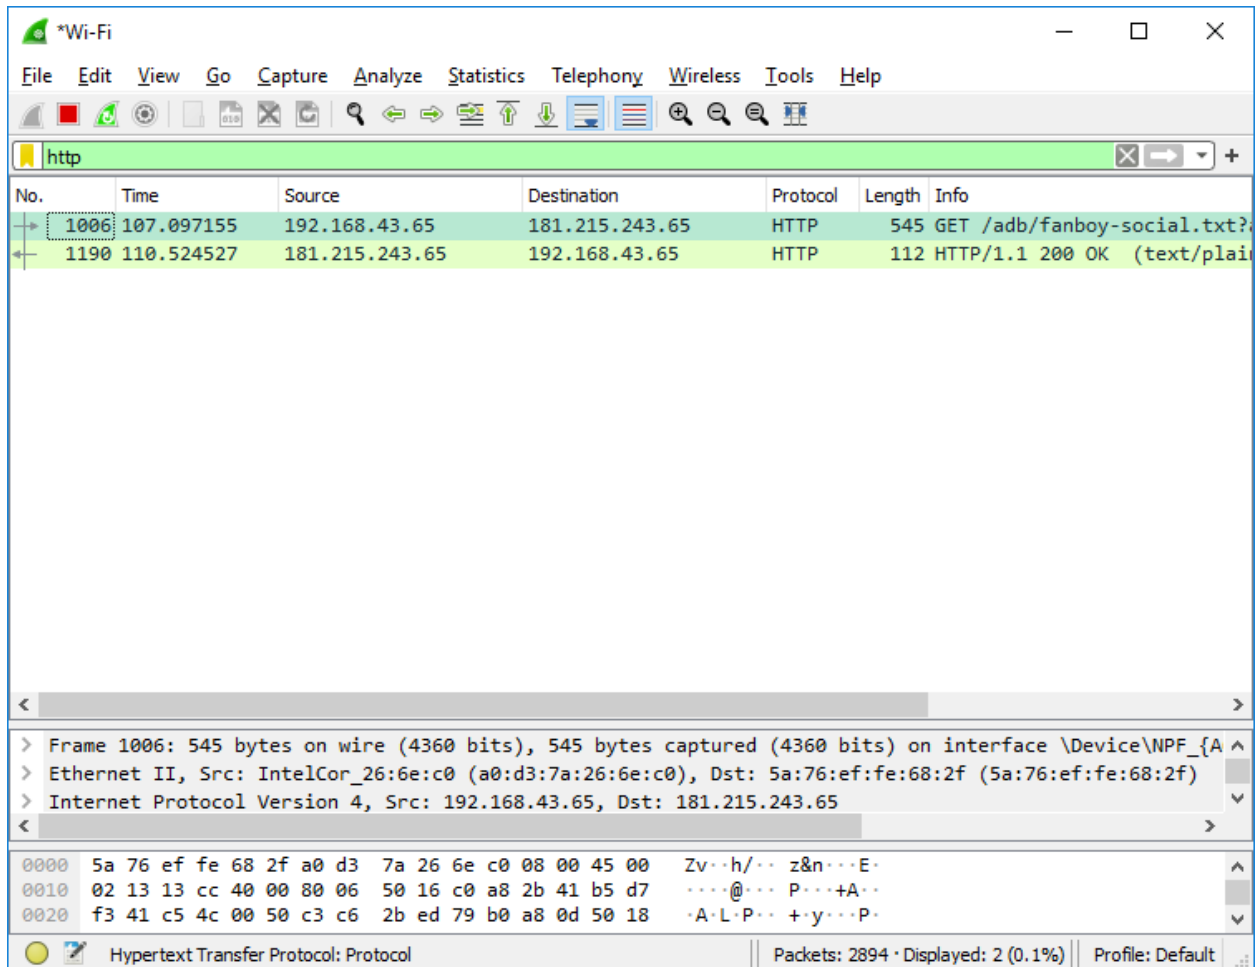 *Wi-Fi
File Edit View Go Capture Analyze Statistics Telephony Wireless Tools Help
http
No. Time Source Destination Protocol Length Info
1006 107.097155 192.168.43.65 181.215.243.65 HTTP 545 GET /adb/fanboy-social.txt?
1190 110.524527 181.215.243.65 192.168.43.65 HTTP 112 HTTP/1.1 200 OK (text/plai
Frame 1006: 545 bytes on wire (4360 bits), 545 bytes captured (4360 bits) on interface \Device\NPF_{A
Ethernet II, Src: IntelCor_26:6e:c0 (a0:d3:7a:26:6e:c0), Dst: 5a:76:ef:fe:68:2f (5a:76:ef:fe:68:2f)
Internet Protocol Version 4, Src: 192.168.43.65, Dst: 181.215.243.65
0000 5a 76 ef fe 68 2f a0 d3 7a 26 6e c0 08 00 45 00 Zv··h/·· z&n···E·
0010 02 13 13 cc 40 00 80 06 50 16 c0 a8 2b 41 b5 d7 ····@··· P···+A··
0020 f3 41 c5 4c 00 50 c3 c6 2b ed 79 b0 a8 0d 50 18 ·A·L·P·· +·y···P·
Hypertext Transfer Protocol: Protocol Packets: 2894 · Displayed: 2 (0.1%) Profile: Default